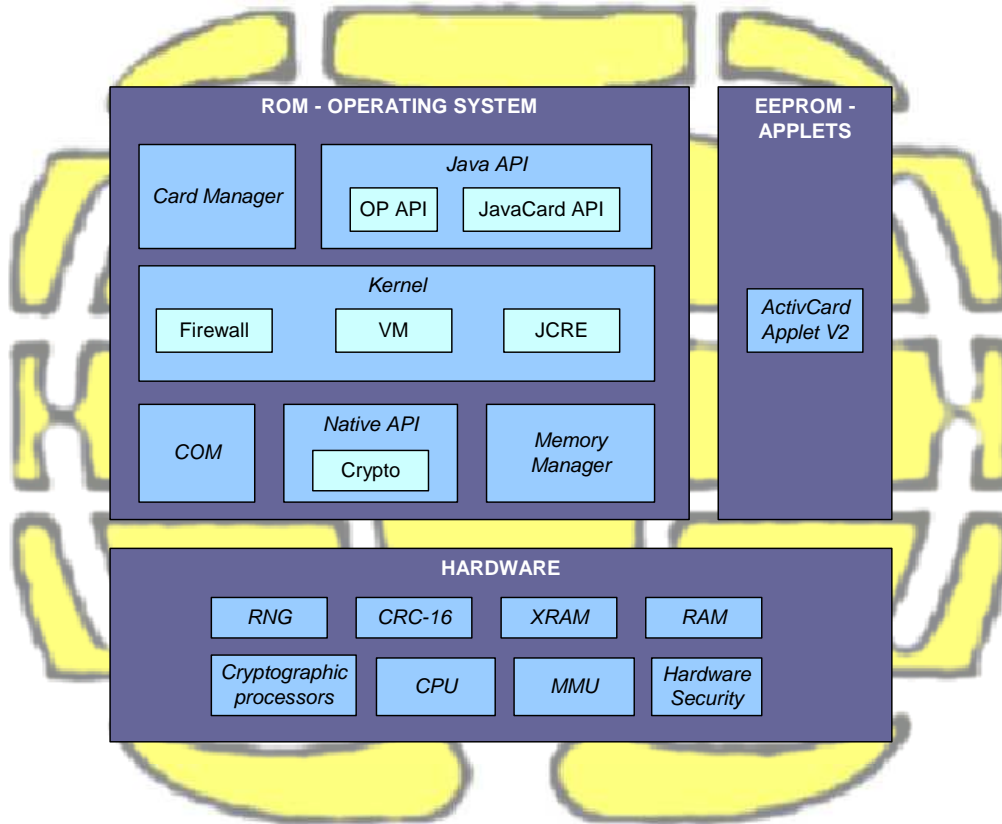 ROM - OPERATING SYSTEM
EEPROM -
APPLETS
Card Manager
Java API
OP API
JavaCard API
Kernel
Firewall
VM
JCRE
ActivCard
Applet V2
COM
Native API
Crypto
Memory
Manager
HARDWARE
RNG
CRC-16
XRAM
RAM
Cryptographic
processors
CPU
MMU
Hardware
Security